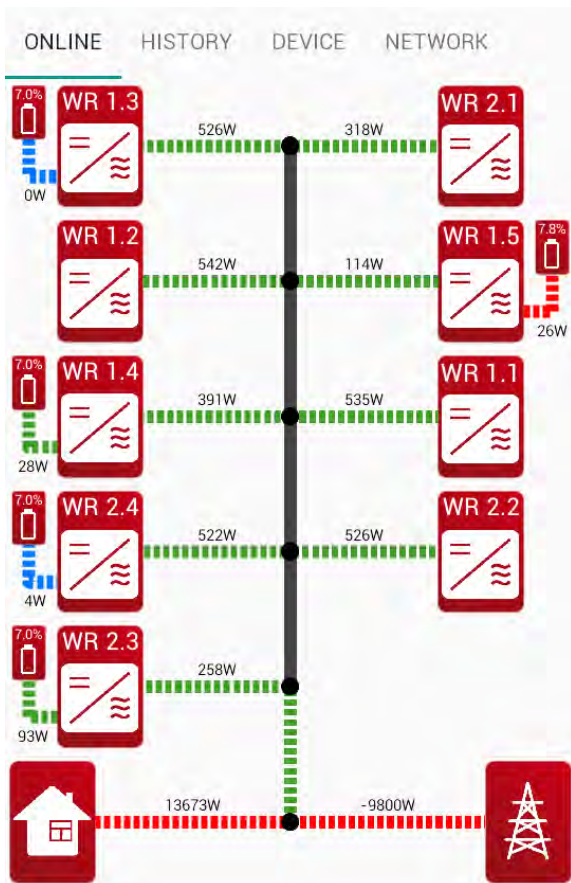 ONLINE HISTORY DEVICE NETWORK
7.0% WR 1.3 WR 2.1
526W 318W
0W
WR 1.2 WR 1.5 7.8%
542W 114W
26W
7.0% WR 1.4 WR 1.1
391W 535W
28W
7.0% WR 2.4 WR 2.2
522W 526W
4W
7.0% WR 2.3
258W
93W
13673W -9800W